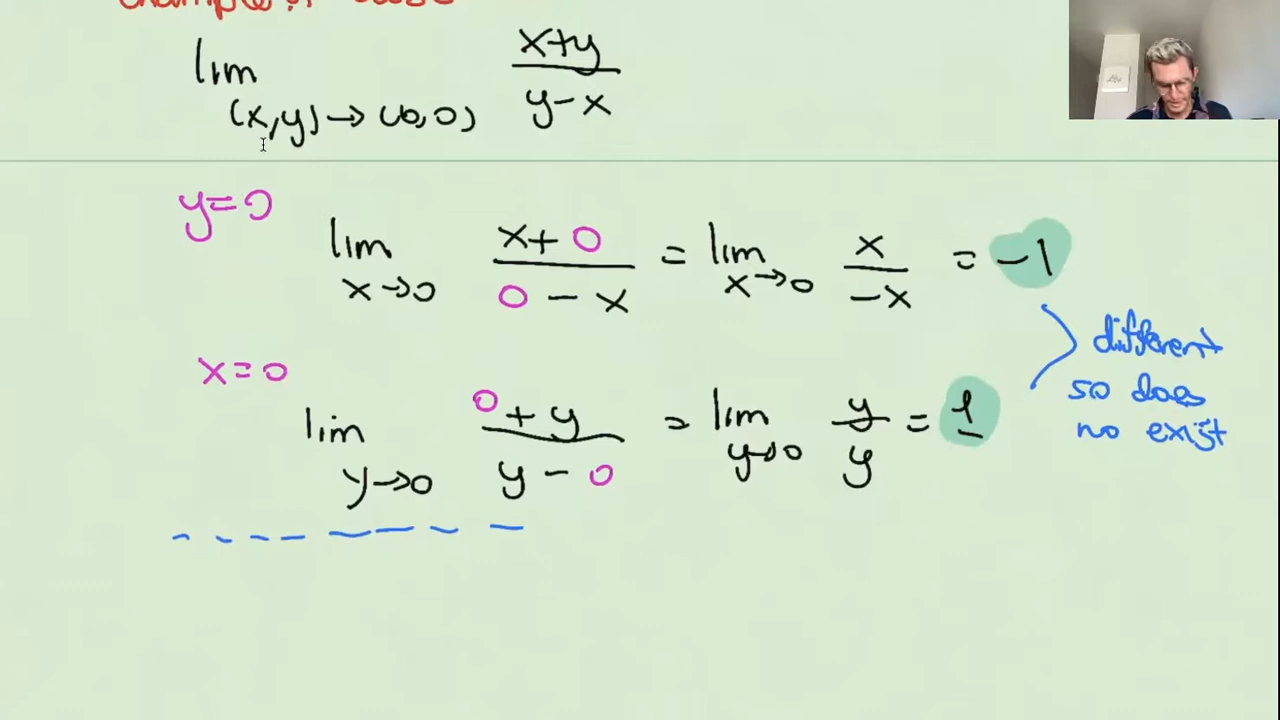 lim (x,y)→(0,0) x+y / y-x
y=0
lim x→0 x+0 / 0-x = lim x→0 x / -x = -1
x=0
lim y→0 0+y / y-0 = lim y→0 y / y = 1
different
so does
no exist